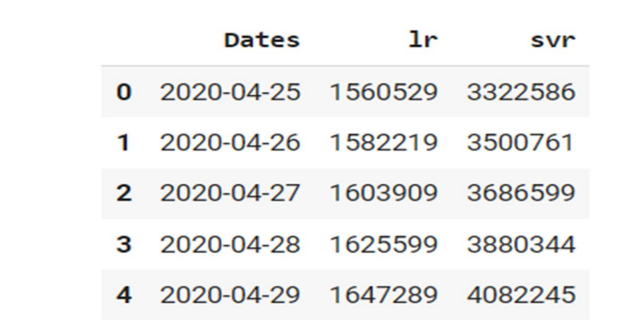 Dates lr svr
0 2020-04-25 1560529 3322586
1 2020-04-26 1582219 3500761
2 2020-04-27 1603909 3686599
3 2020-04-28 1625599 3880344
4 2020-04-29 1647289 4082245